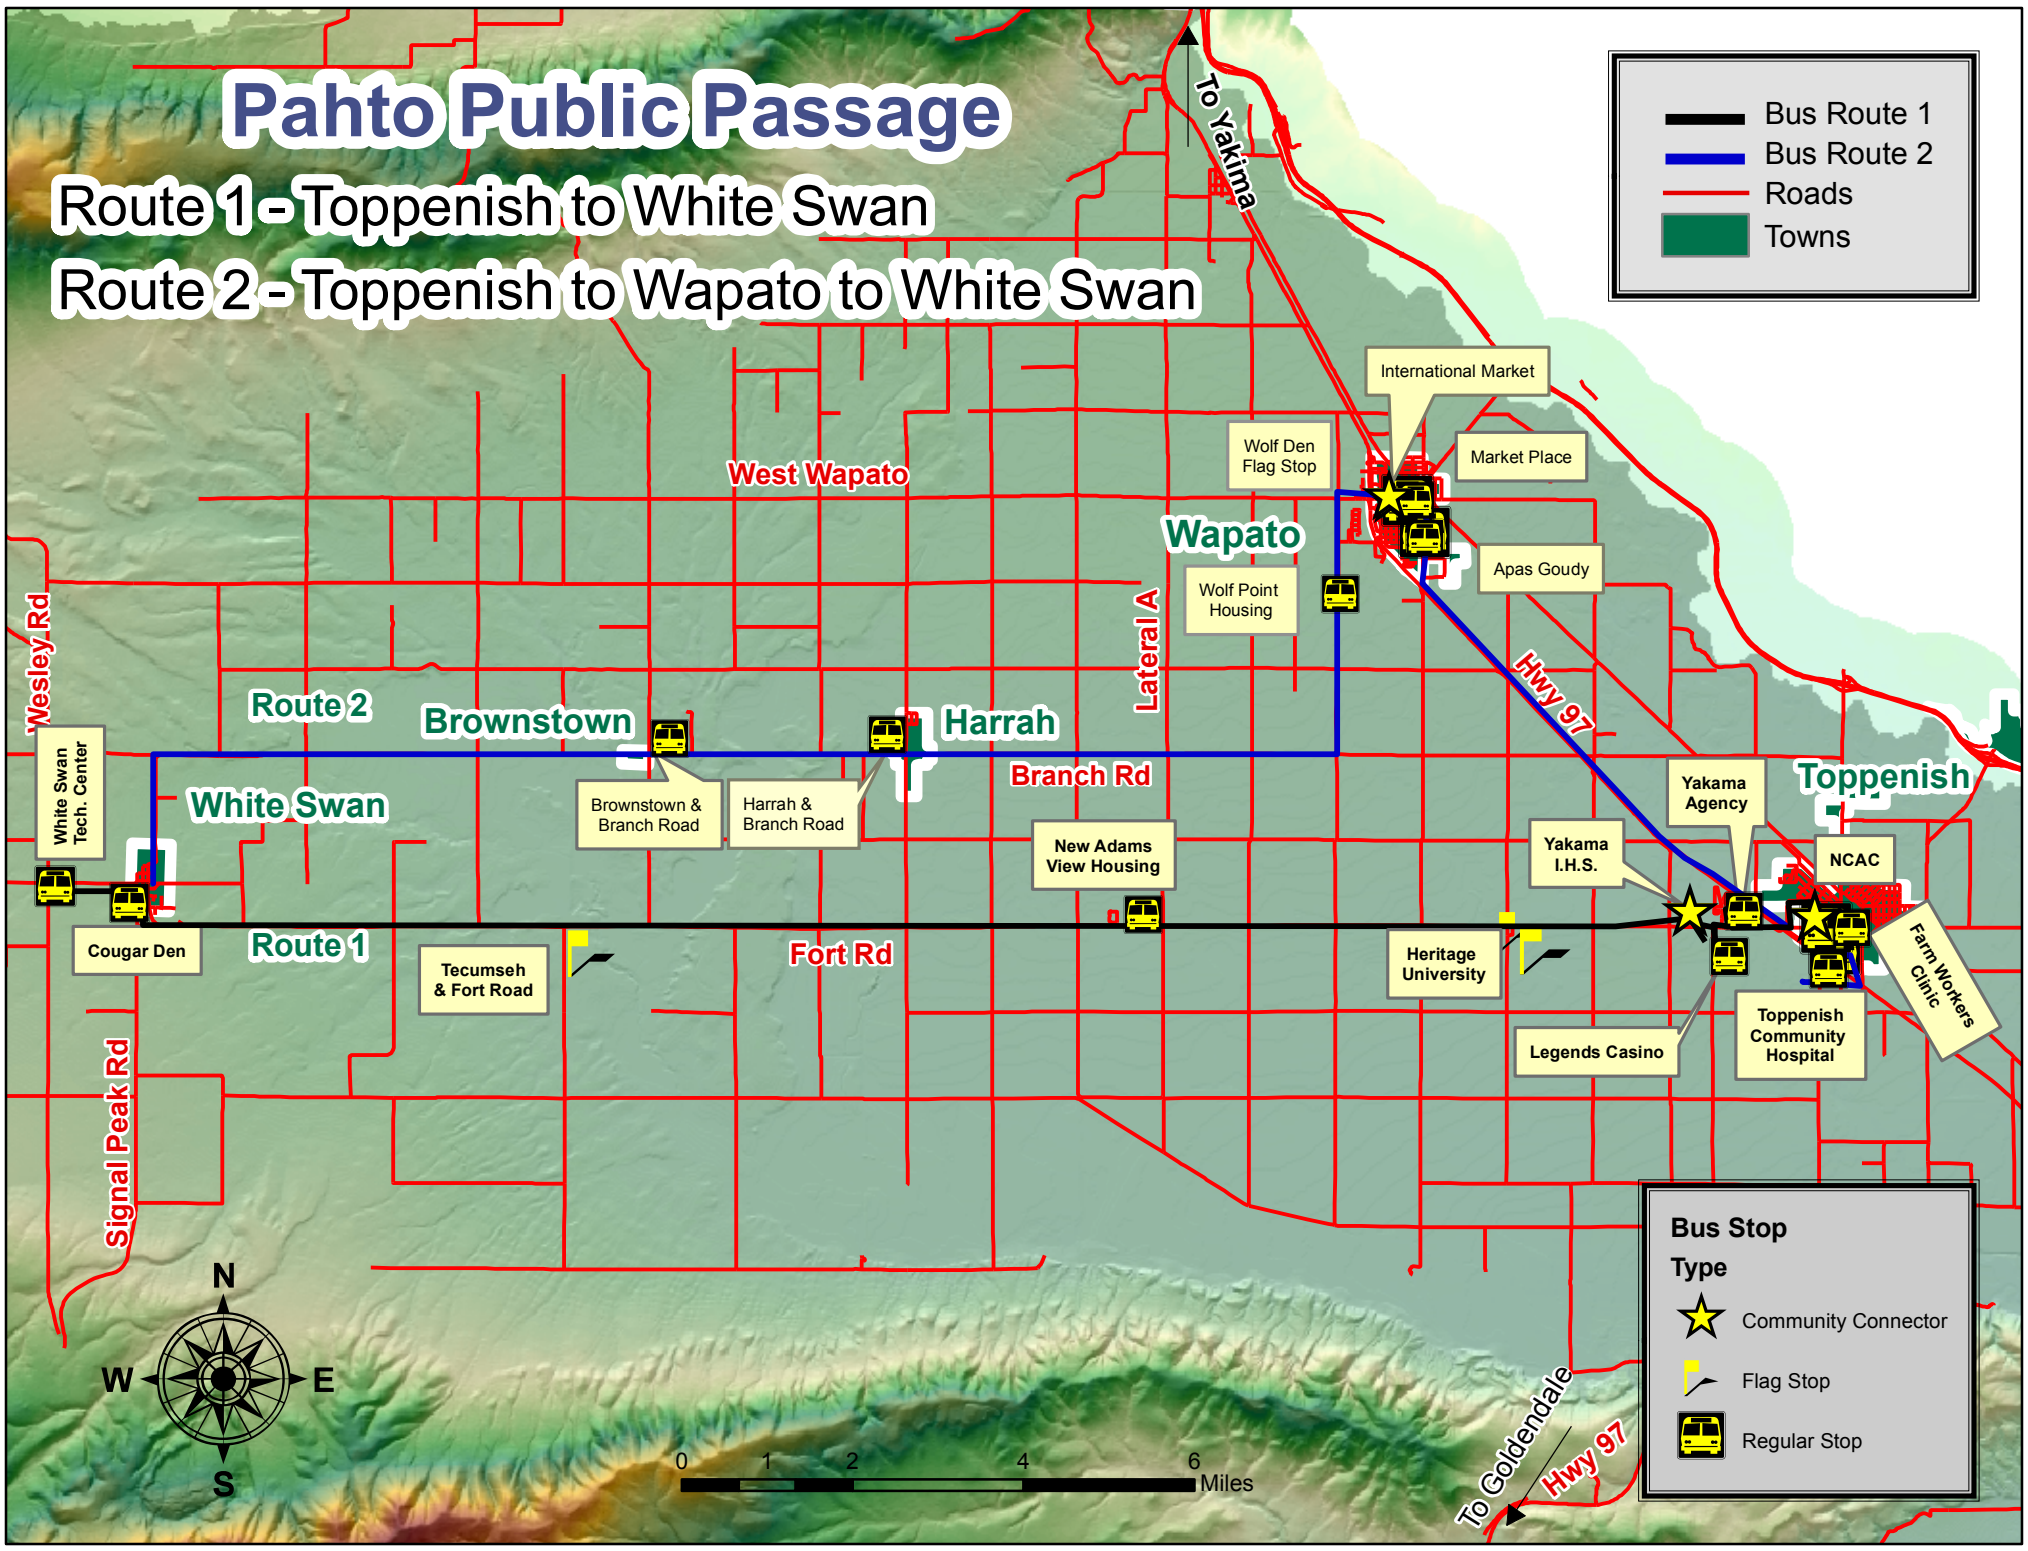 Pahto Public Passage
Route 1 - Toppenish to White Swan
Route 2 - Toppenish to Wapato to White Swan
To Yakima
Bus Route 1
Bus Route 2
Roads
Towns
International Market
Wolf Den
Flag Stop
Market Place
West Wapato
Wapato
Apas Goudy
Wolf Point
Housing
Lateral A
Wesley Rd
Hwy 97
Route 2
Brownstown
Harrah
Branch Rd
White Swan
Tech. Center
White Swan
Brownstown &
Branch Road
Harrah &
Branch Road
New Adams
View Housing
Yakama
Agency
Toppenish
Yakama
I.H.S.
NCAC
Cougar Den
Route 1
Tecumseh
& Fort Road
Fort Rd
Heritage
University
Farm Workers
Clinic
Legends Casino
Toppenish
Community
Hospital
Signal Peak Rd
N
W
E
S
0
1
2
4
6
Miles
To Goldendale
Hwy 97
Bus Stop
Type
Community Connector
Flag Stop
Regular Stop